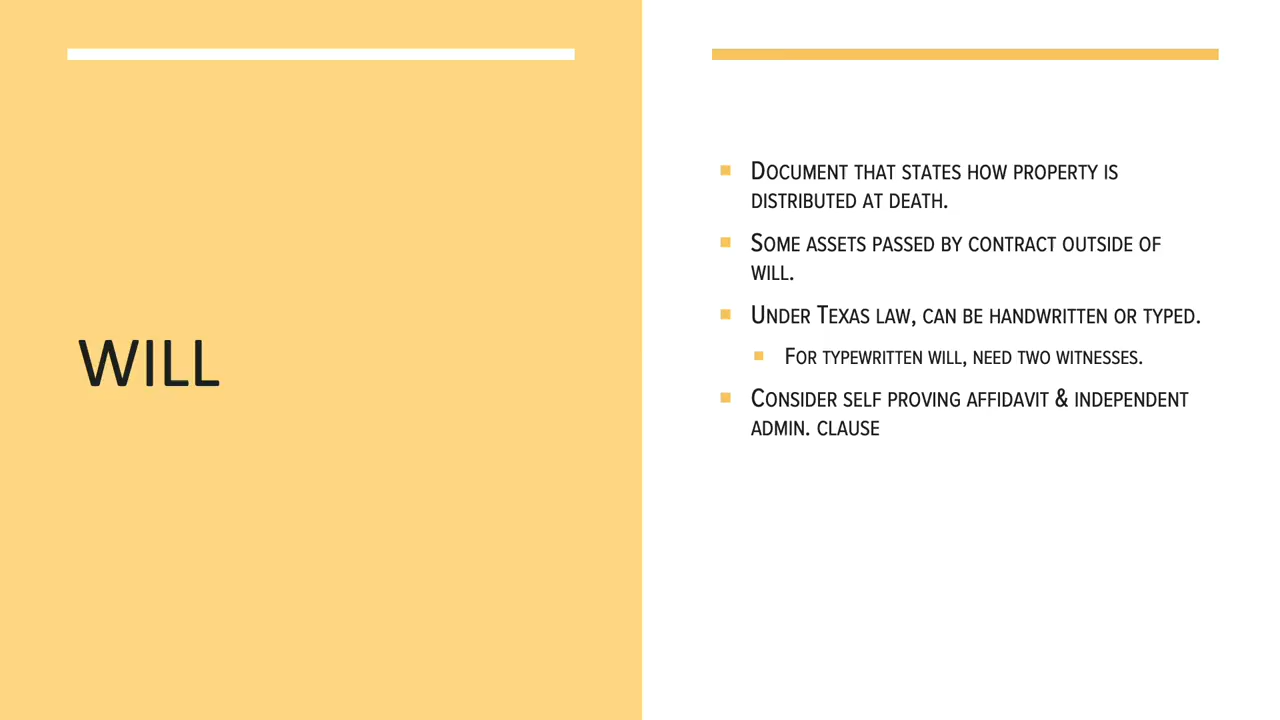 WILL
Document that states how property is
distributed at death.
Some assets passed by contract outside of
will.
Under Texas law, can be handwritten or typed.
For typewritten will, need two witnesses.
Consider self proving affidavit & independent
admin. clause